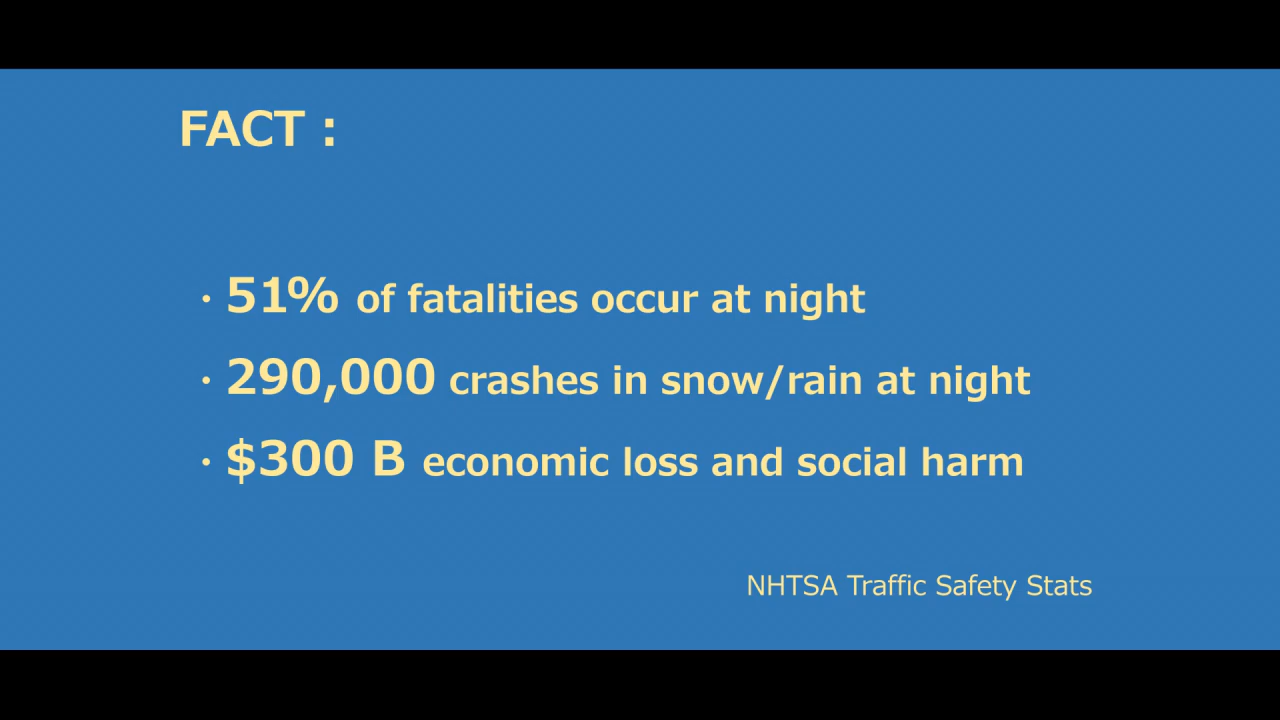 FACT :
・51% of fatalities occur at night
・290,000 crashes in snow/rain at night
・$300 B economic loss and social harm
NHTSA Traffic Safety Stats